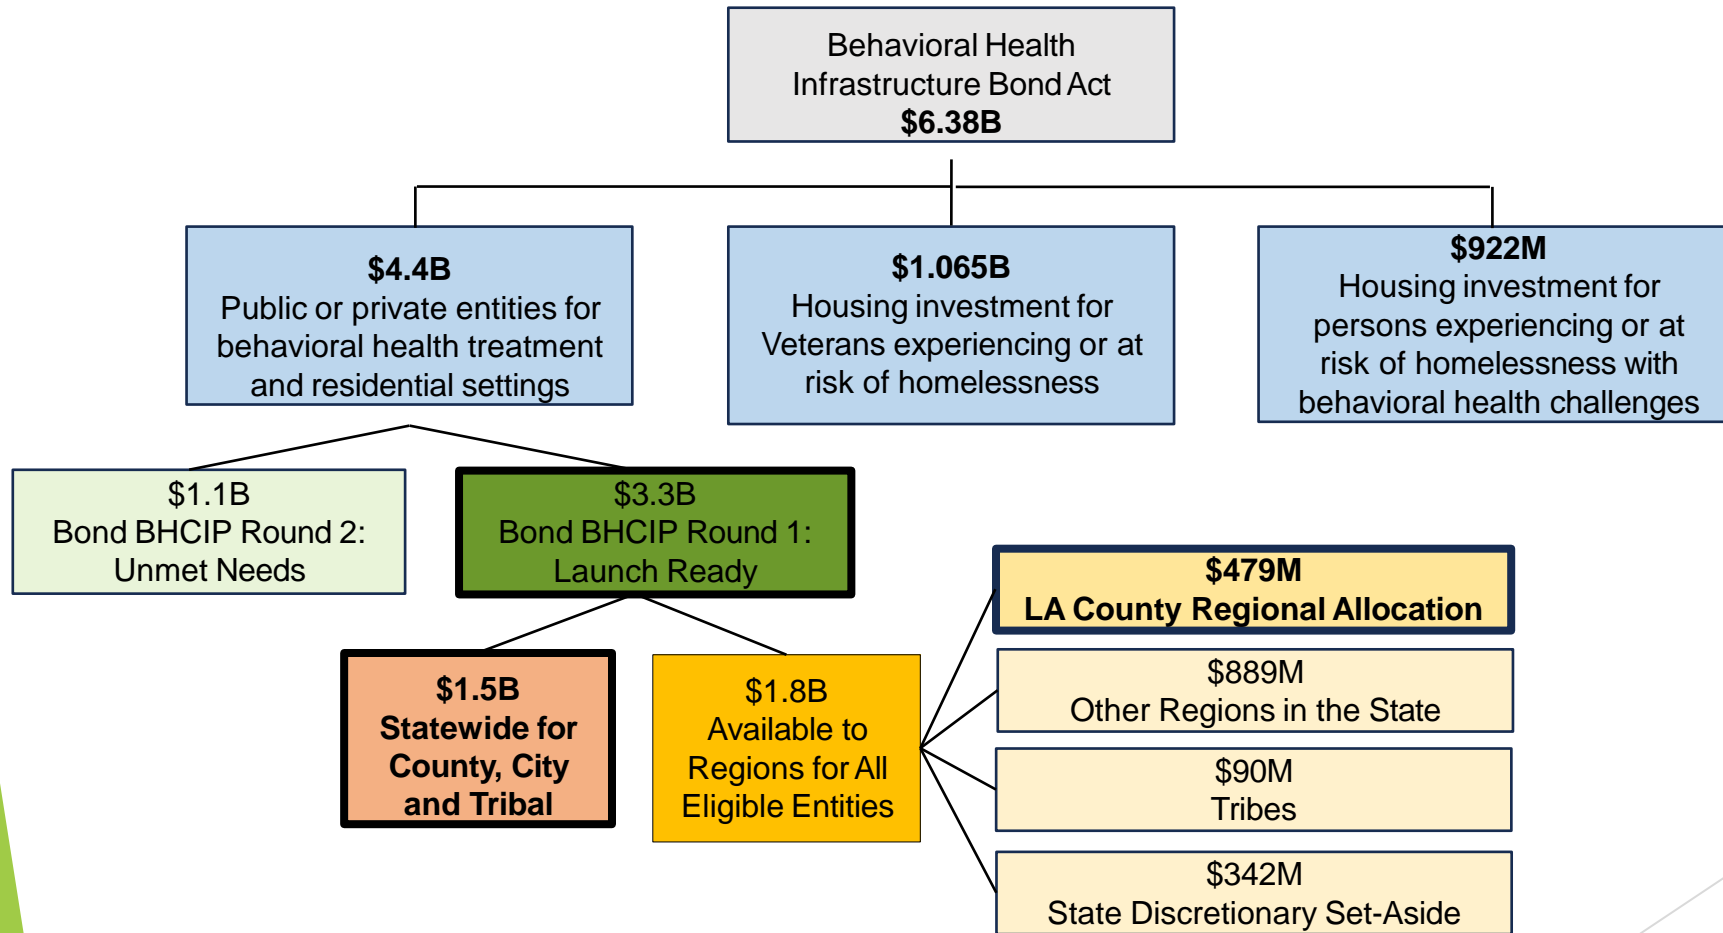 Behavioral Health
Infrastructure Bond Act
$6.38B
$4.4B
Public or private entities for
behavioral health treatment
and residential settings
$1.065B
Housing investment for
Veterans experiencing or at
risk of homelessness
$922M
Housing investment for
persons experiencing or at
risk of homelessness with
behavioral health challenges
$1.1B
Bond BHCIP Round 2:
Unmet Needs
$3.3B
Bond BHCIP Round 1:
Launch Ready
$1.5B
Statewide for
County, City
and Tribal
$1.8B
Available to
Regions for All
Eligible Entities
$479M
LA County Regional Allocation
$889M
Other Regions in the State
$90M
Tribes
$342M
State Discretionary Set-Aside